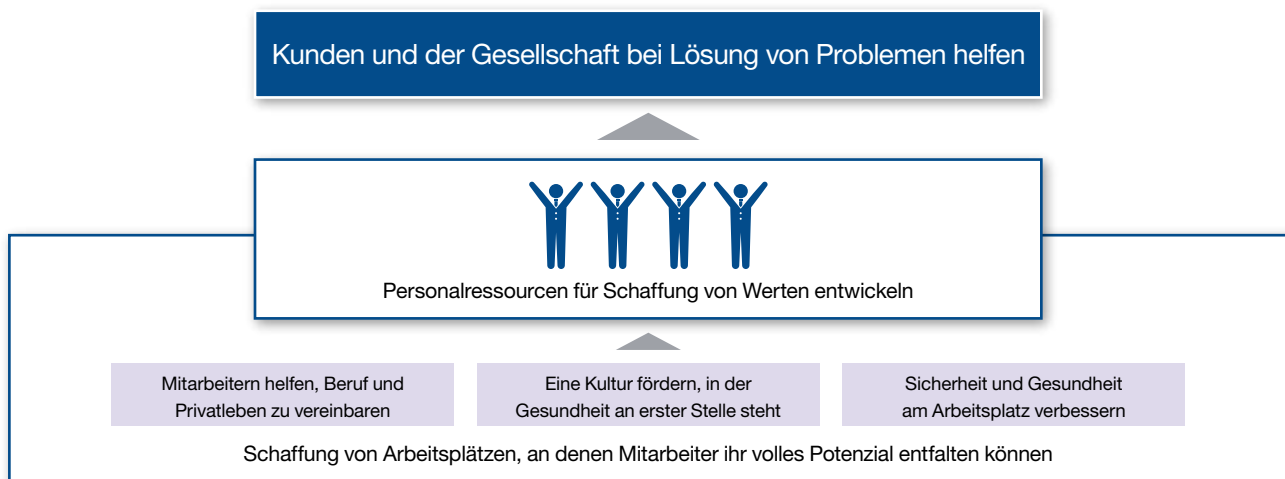 Kunden und der Gesellschaft bei Lösung von Problemen helfen
Personalressourcen für Schaffung von Werten entwickeln
Mitarbeitern helfen, Beruf und
Privatleben zu vereinbaren
Eine Kultur fördern, in der
Gesundheit an erster Stelle steht
Sicherheit und Gesundheit
am Arbeitsplatz verbessern
Schaffung von Arbeitsplätzen, an denen Mitarbeiter ihr volles Potenzial entfalten können